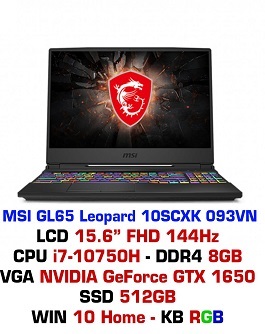 msi
MSI GL65 Leopard 10SCXK 093VN
LCD 15.6” FHD 144Hz
CPU i7-10750H - DDR4 8GB
VGA NVIDIA GeForce GTX 1650
SSD 512GB
WIN 10 Home - KB RGB